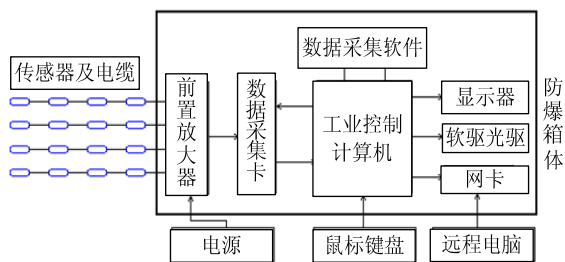 数据采集软件
传感器及电缆
前置放大器
数据采集卡
工业控制
计算机
显示器
软驱光驱
网卡
防爆箱体
电源
鼠标键盘
远程电脑